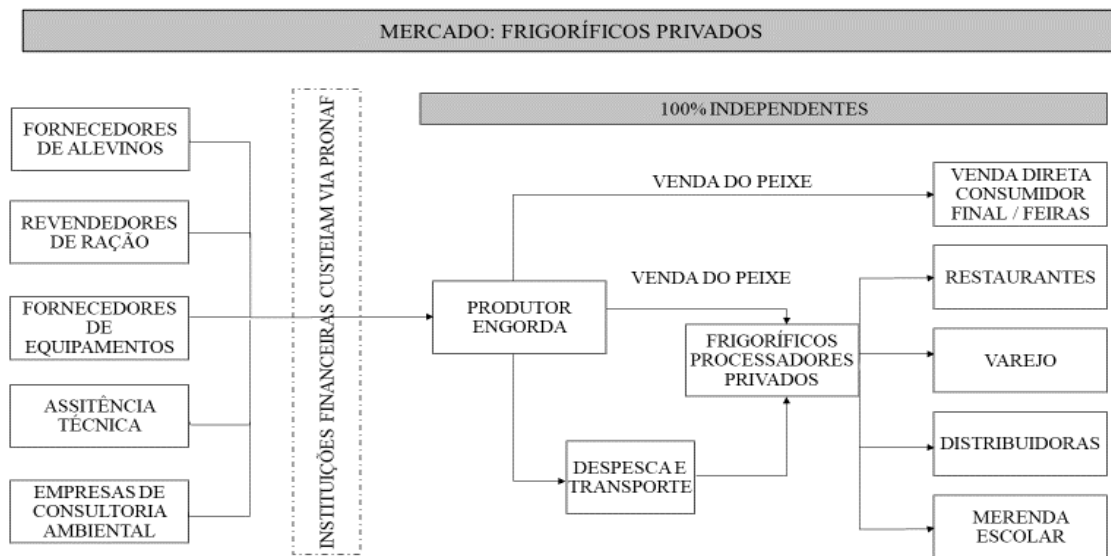 MERCADO: FRIGORÍFICOS PRIVADOS
100% INDEPENDENTES
FORNECEDORES
DE ALEVINOS
REVENDEDORES
DE RAÇÃO
FORNECEDORES
DE
EQUIPAMENTOS
ASSITÊNCIA
TÉCNICA
EMPRESAS DE
CONSULTORIA
AMBIENTAL
INSTITUIÇÕES FINANCEIRAS CUSTEIAM VIA PRONAF
PRODUTOR
ENGORDA
VENDA DO PEIXE
VENDA DO PEIXE
DESPESCA E
TRANSPORTE
FRIGORÍFICOS
PROCESSADORES
PRIVADOS
VENDA DIRETA
CONSUMIDOR
FINAL / FEIRAS
RESTAURANTES
VAREJO
DISTRIBUIDORAS
MERENDA
ESCOLAR